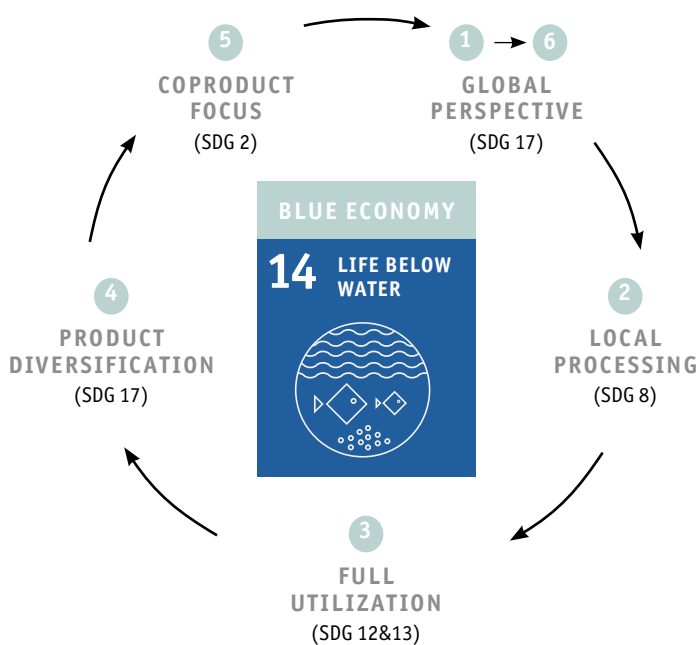 5
COPRODUCT
FOCUS
(SDG 2)
1 6
GLOBAL
PERSPECTIVE
(SDG 17)
BLUE ECONOMY
14 LIFE BELOW
WATER
4
PRODUCT
DIVERSIFICATION
(SDG 17)
2
LOCAL
PROCESSING
(SDG 8)
3
FULL
UTILIZATION
(SDG 12&13)